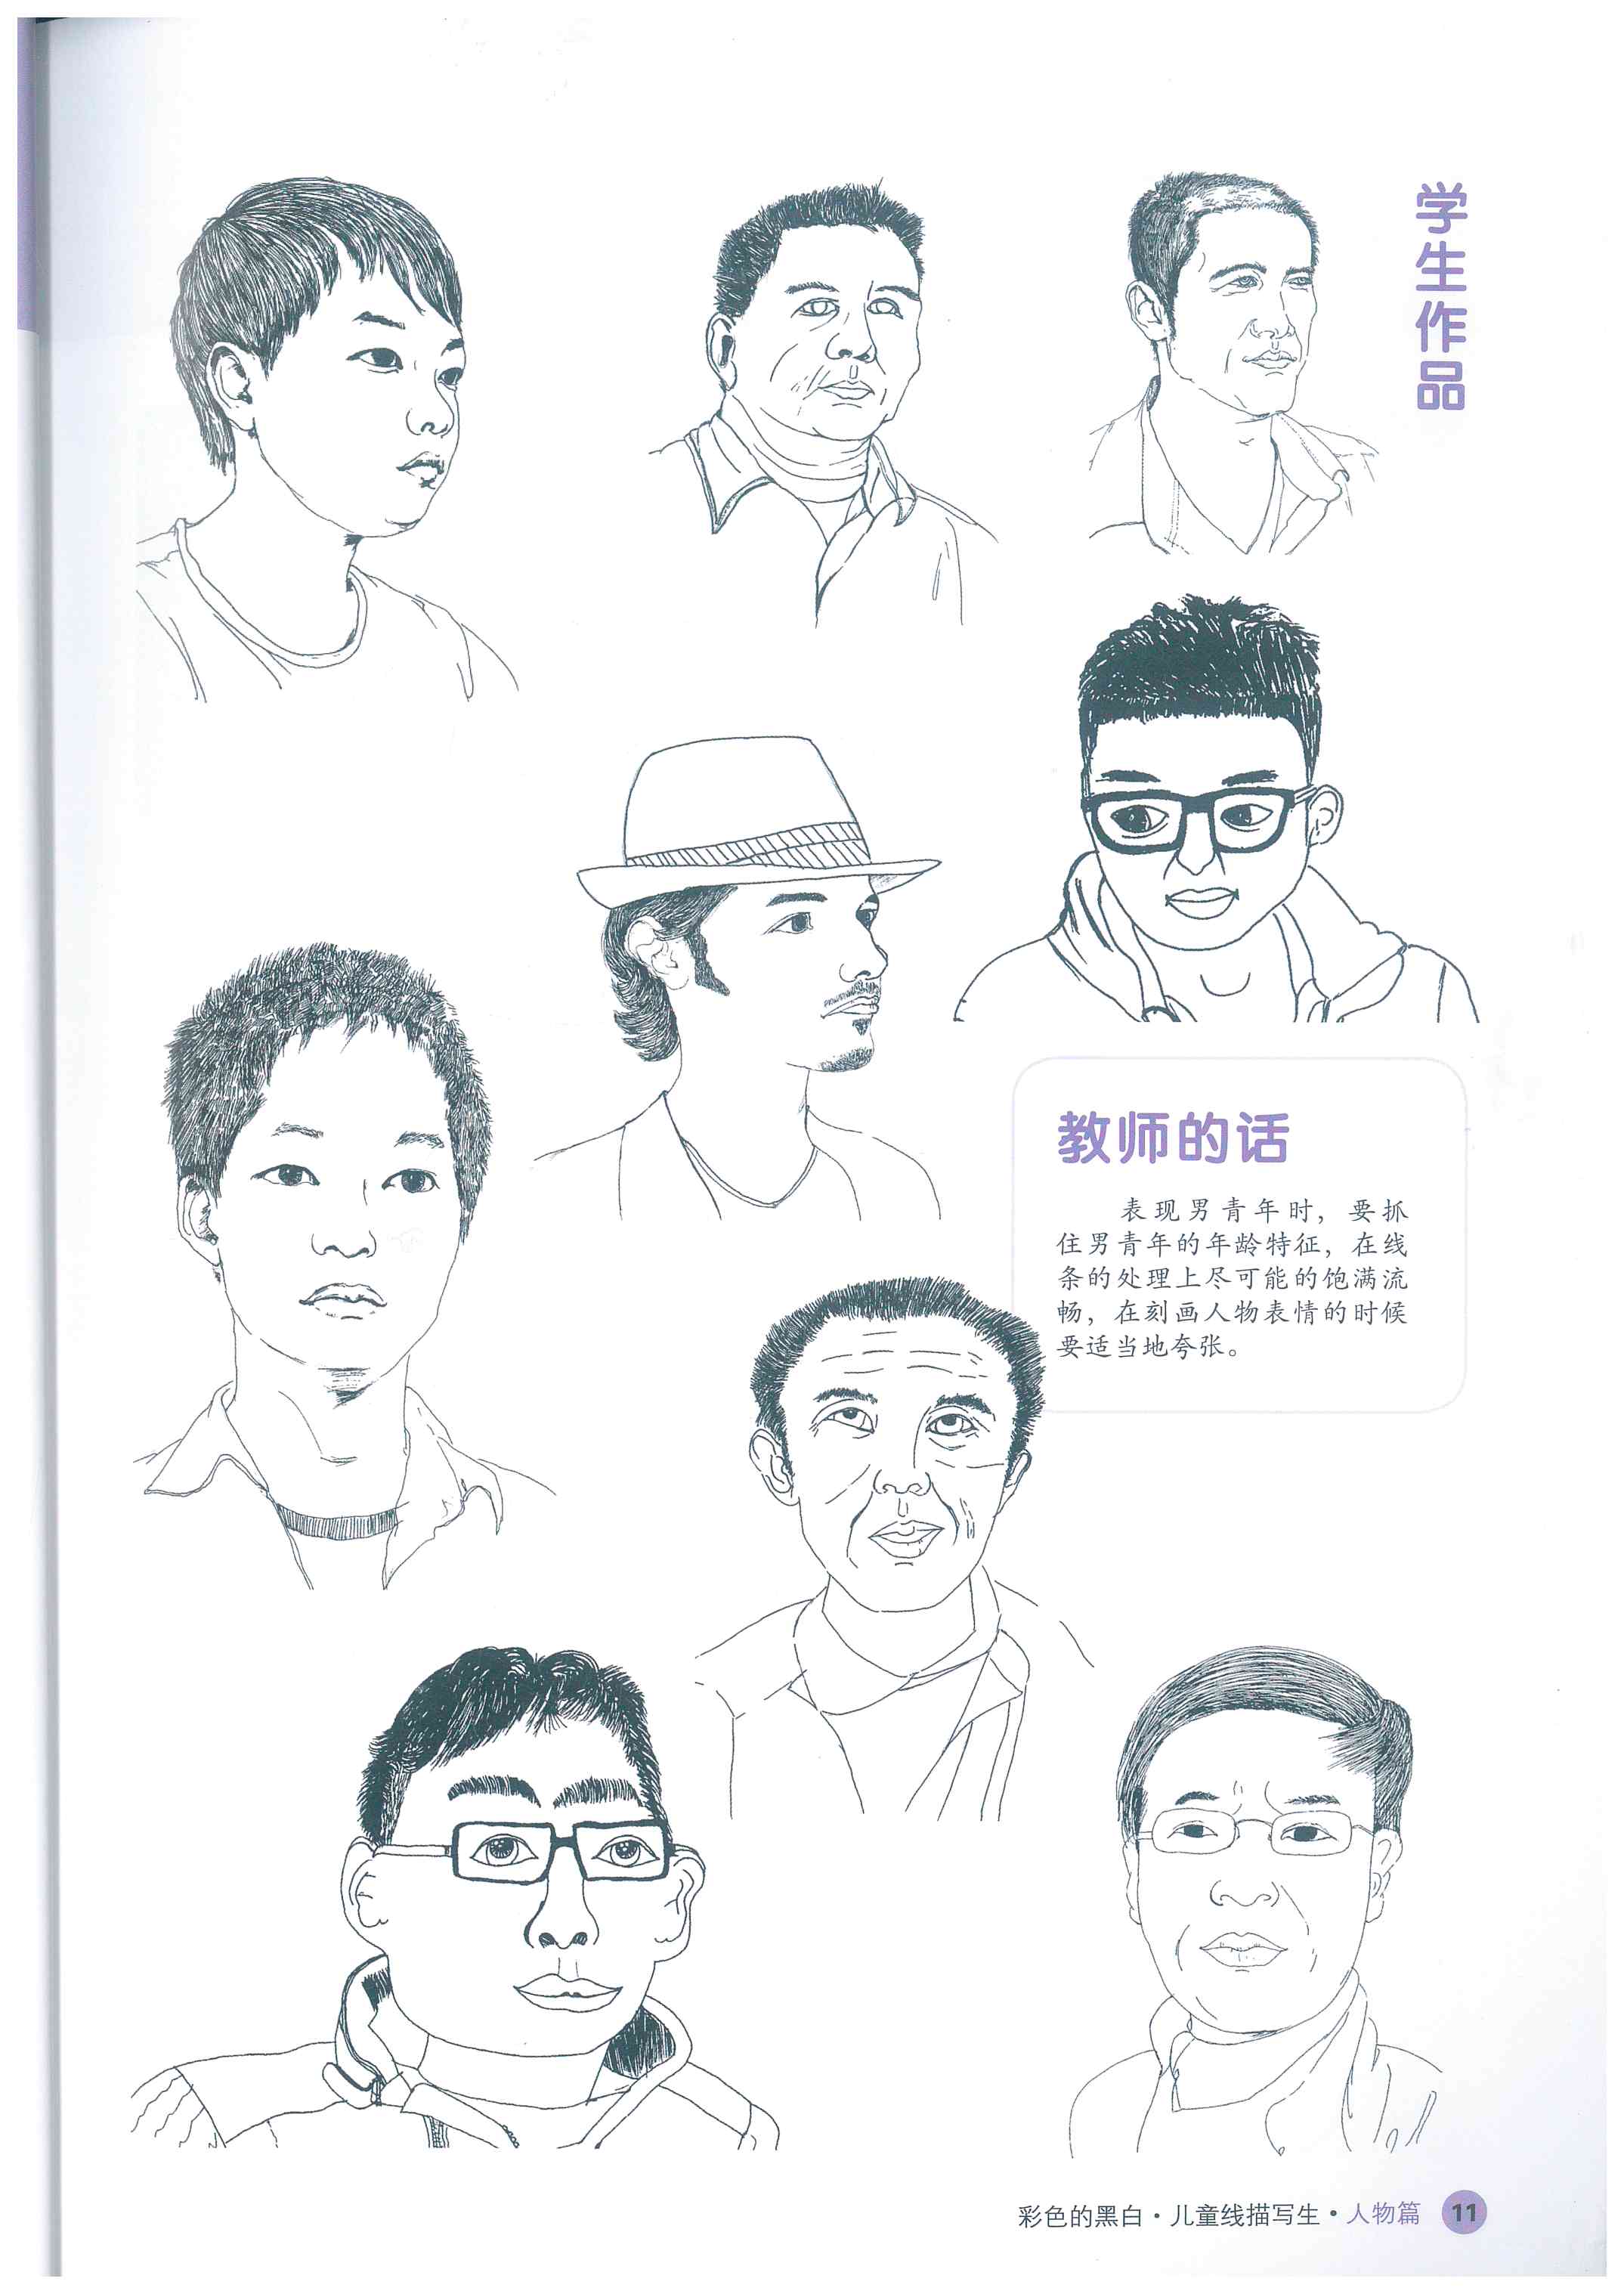 学生作品
教师的话
表现男青年时，要抓
住男青年的年龄特征，在线
条的处理上尽可能的饱满流
畅，在刻画人物表情的时候
要适当地夸张。
彩色的黑白·儿童线描写生·人物篇 11